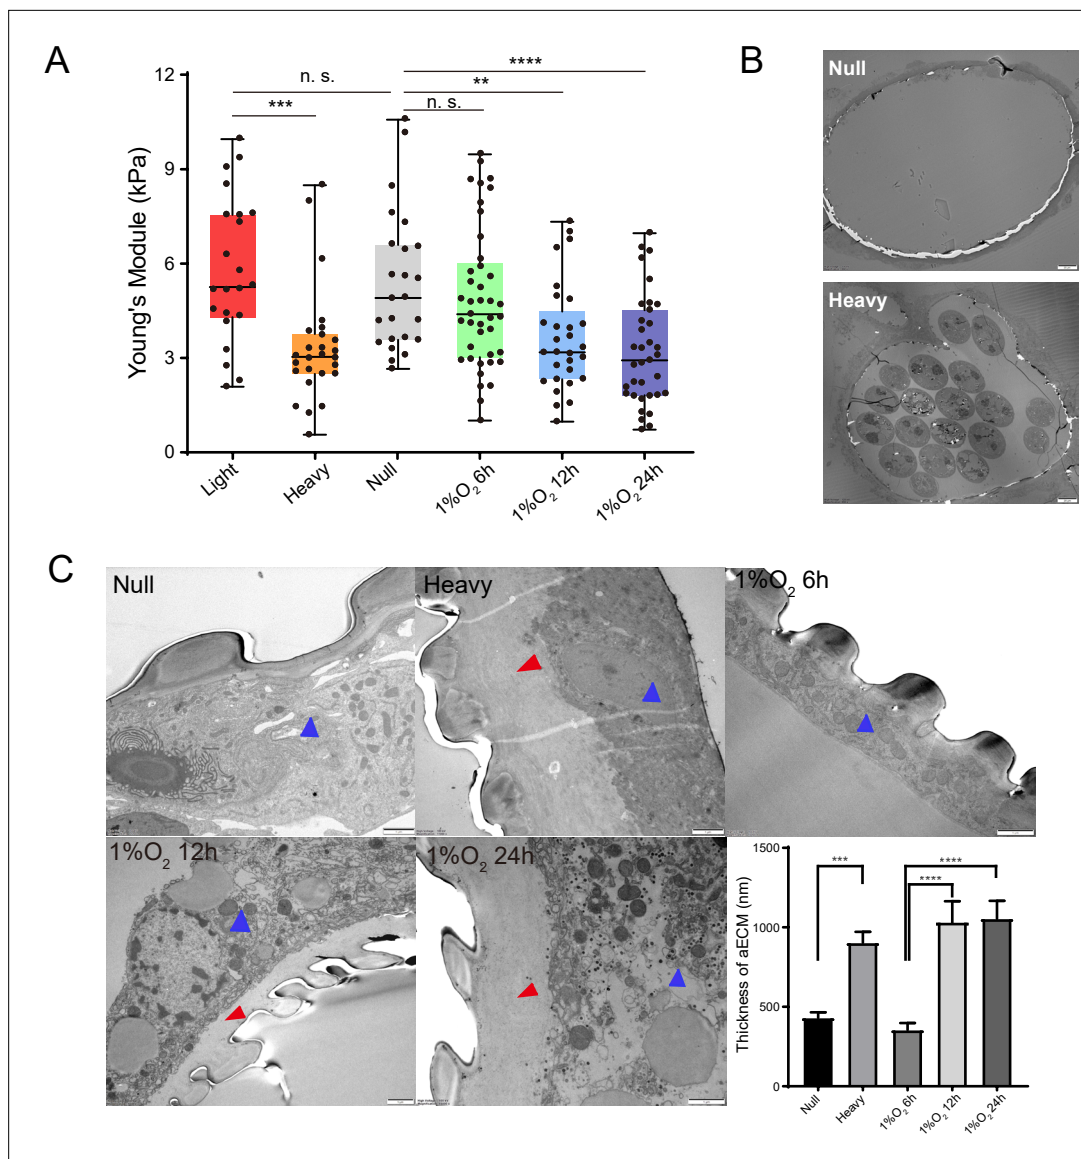 A
B
Young's Module (kPa)
12
9
6
3
0
n. s.
***
****
**
n. s.
Light
Heavy
Null
1%O₂ 6h
1%O₂ 12h
1%O₂ 24h
Null
Heavy
C
Null
Heavy
1%O₂ 6h
1%O₂ 12h
1%O₂ 24h
Thickness of aECM (nm)
1500
1000
500
0
***
****
****
Null
Heavy
1%O₂ 6h
1%O₂ 12h
1%O₂ 24h